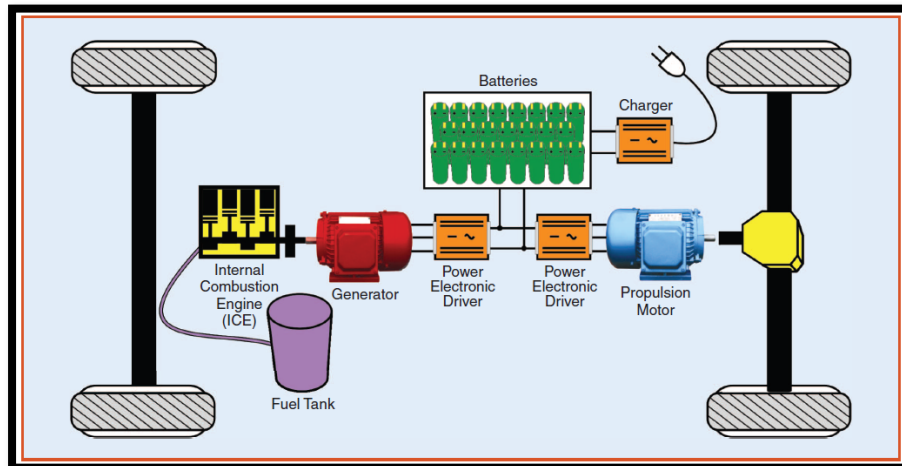 Batteries
Charger
Internal
Combustion
Engine
(ICE)
Generator
Power
Electronic
Driver
Power
Electronic
Driver
Propulsion
Motor
Fuel Tank